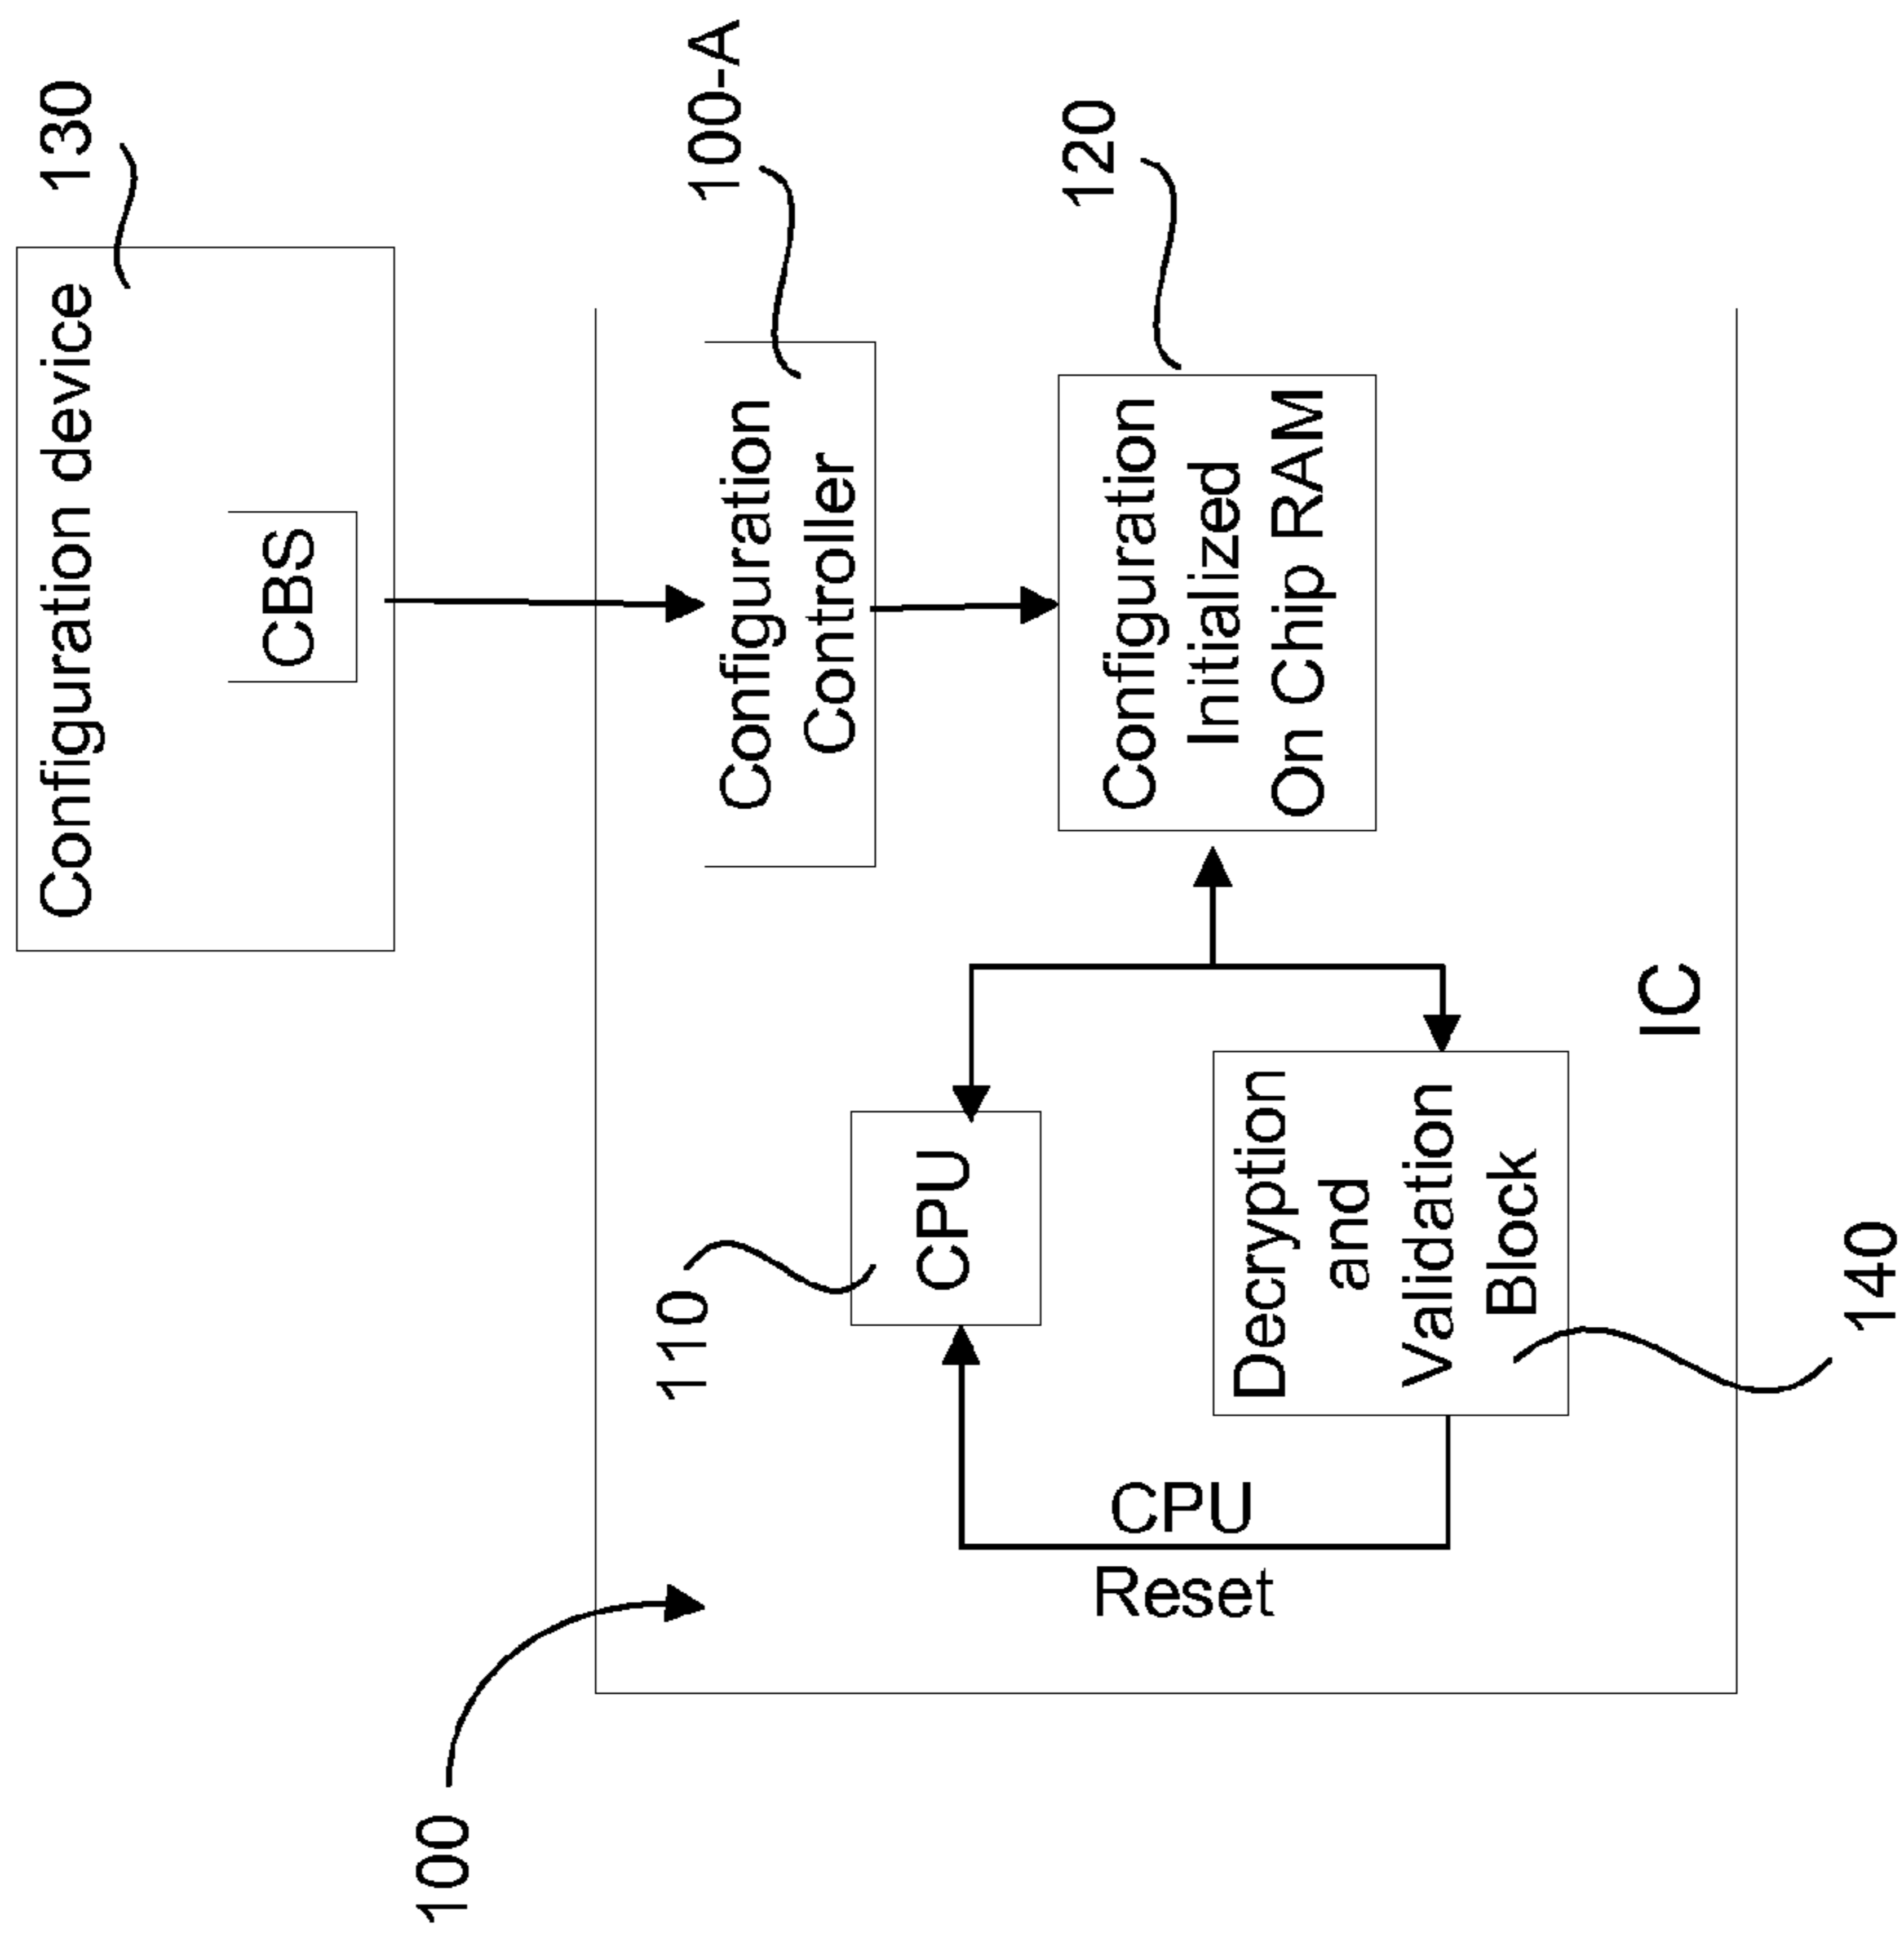 130
Configuration device
CBS
100-A
Configuration
Controller
120
Configuration
Initialized
On Chip RAM
110
CPU
Decryption
and
Validation
Block
140
IC
CPU
Reset
100